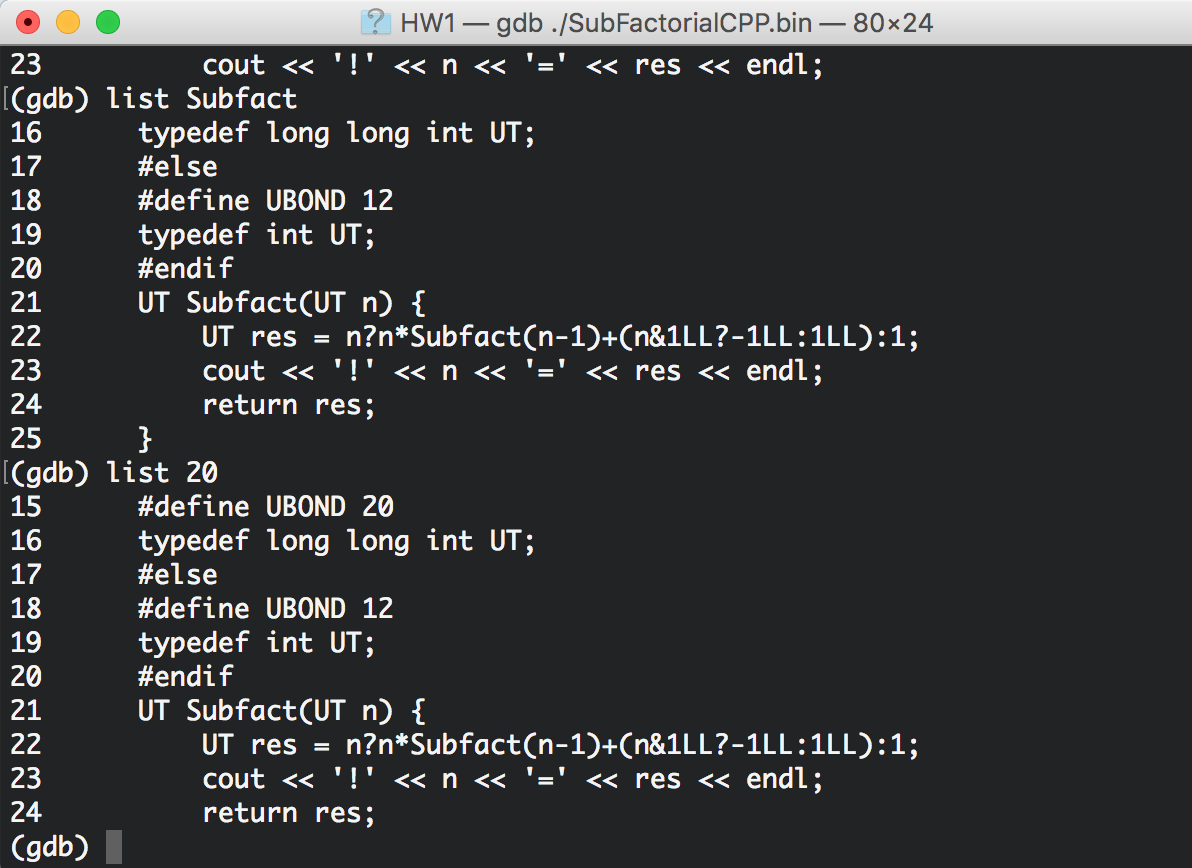 HW1 — gdb ./SubFactorialCPP.bin — 80×24
23          cout << '!' << n << '=' << res << endl;
(gdb) list Subfact
16      typedef long long int UT;
17      #else
18      #define UBOND 12
19      typedef int UT;
20      #endif
21      UT Subfact(UT n) {
22          UT res = n?n*Subfact(n-1)+(n&1LL?-1LL:1LL):1;
23          cout << '!' << n << '=' << res << endl;
24          return res;
25      }
(gdb) list 20
15      #define UBOND 20
16      typedef long long int UT;
17      #else
18      #define UBOND 12
19      typedef int UT;
20      #endif
21      UT Subfact(UT n) {
22          UT res = n?n*Subfact(n-1)+(n&1LL?-1LL:1LL):1;
23          cout << '!' << n << '=' << res << endl;
24          return res;
(gdb)